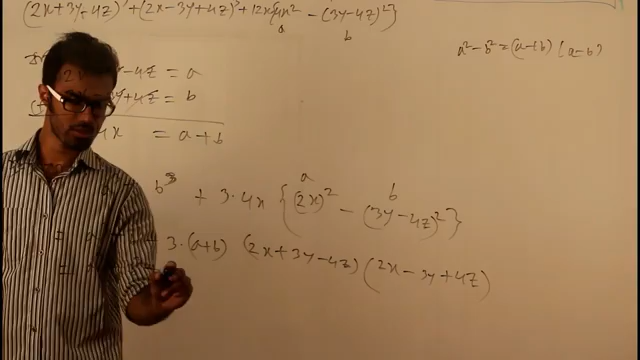 (2x+3y-4z)³ + (2x-3y+4z)³ + 12x{4x² - (3y-4z)²}
a b
a² - b² = (a+b) (a-b)
y - 4z = a
3y + 4z = b
4x = a + b
a b
b³ + 3·4x {(2x)² - (3y-4z)²}
3·(a+b) (2x+3y-4z) (2x-3y+4z)